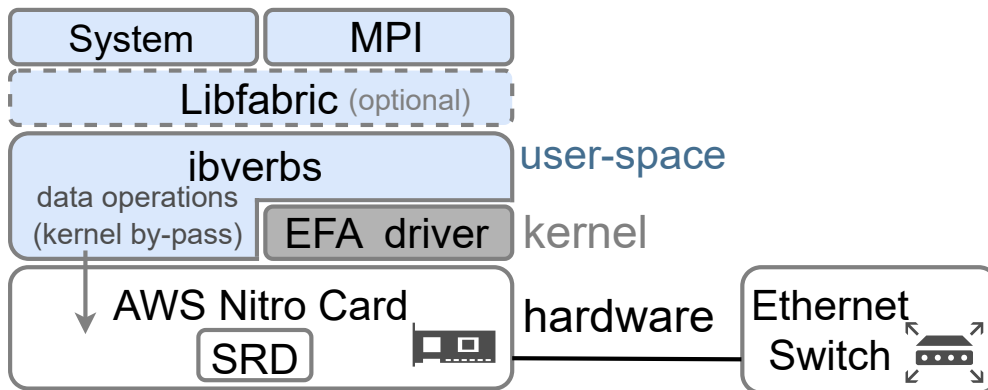 System
MPI
Libfabric (optional)
ibverbs
user-space
data operations
(kernel by-pass)
EFA driver
kernel
AWS Nitro Card
SRD
hardware
Ethernet
Switch